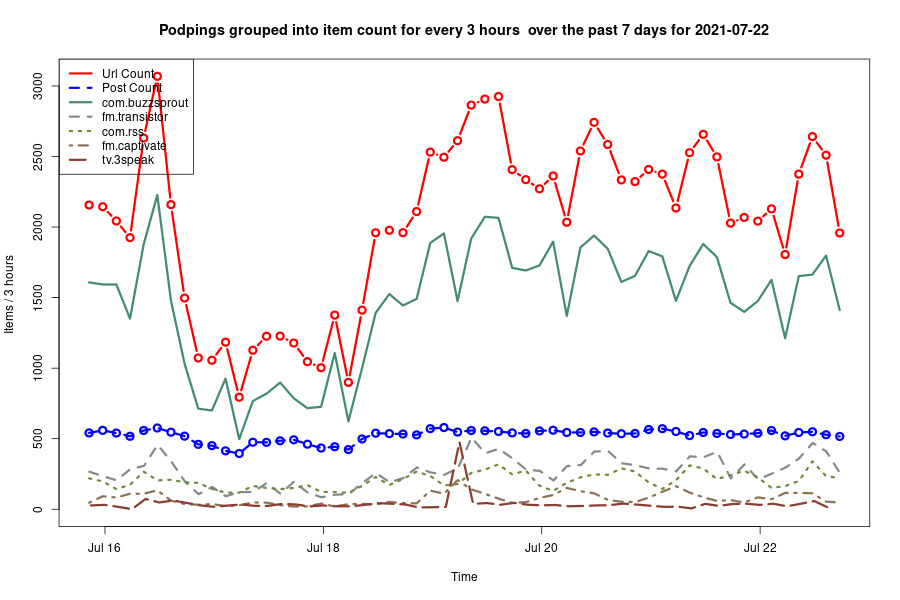 Podpings grouped into item count for every 3 hours  over the past 7 days for 2021-07-22
Items / 3 hours
3000
2500
2000
1500
1000
500
0
Url Count
Post Count
com.buzzsprout
fm.transistor
com.rss
fm.captivate
tv.3speak
Jul 16
Jul 18
Jul 20
Jul 22
Time